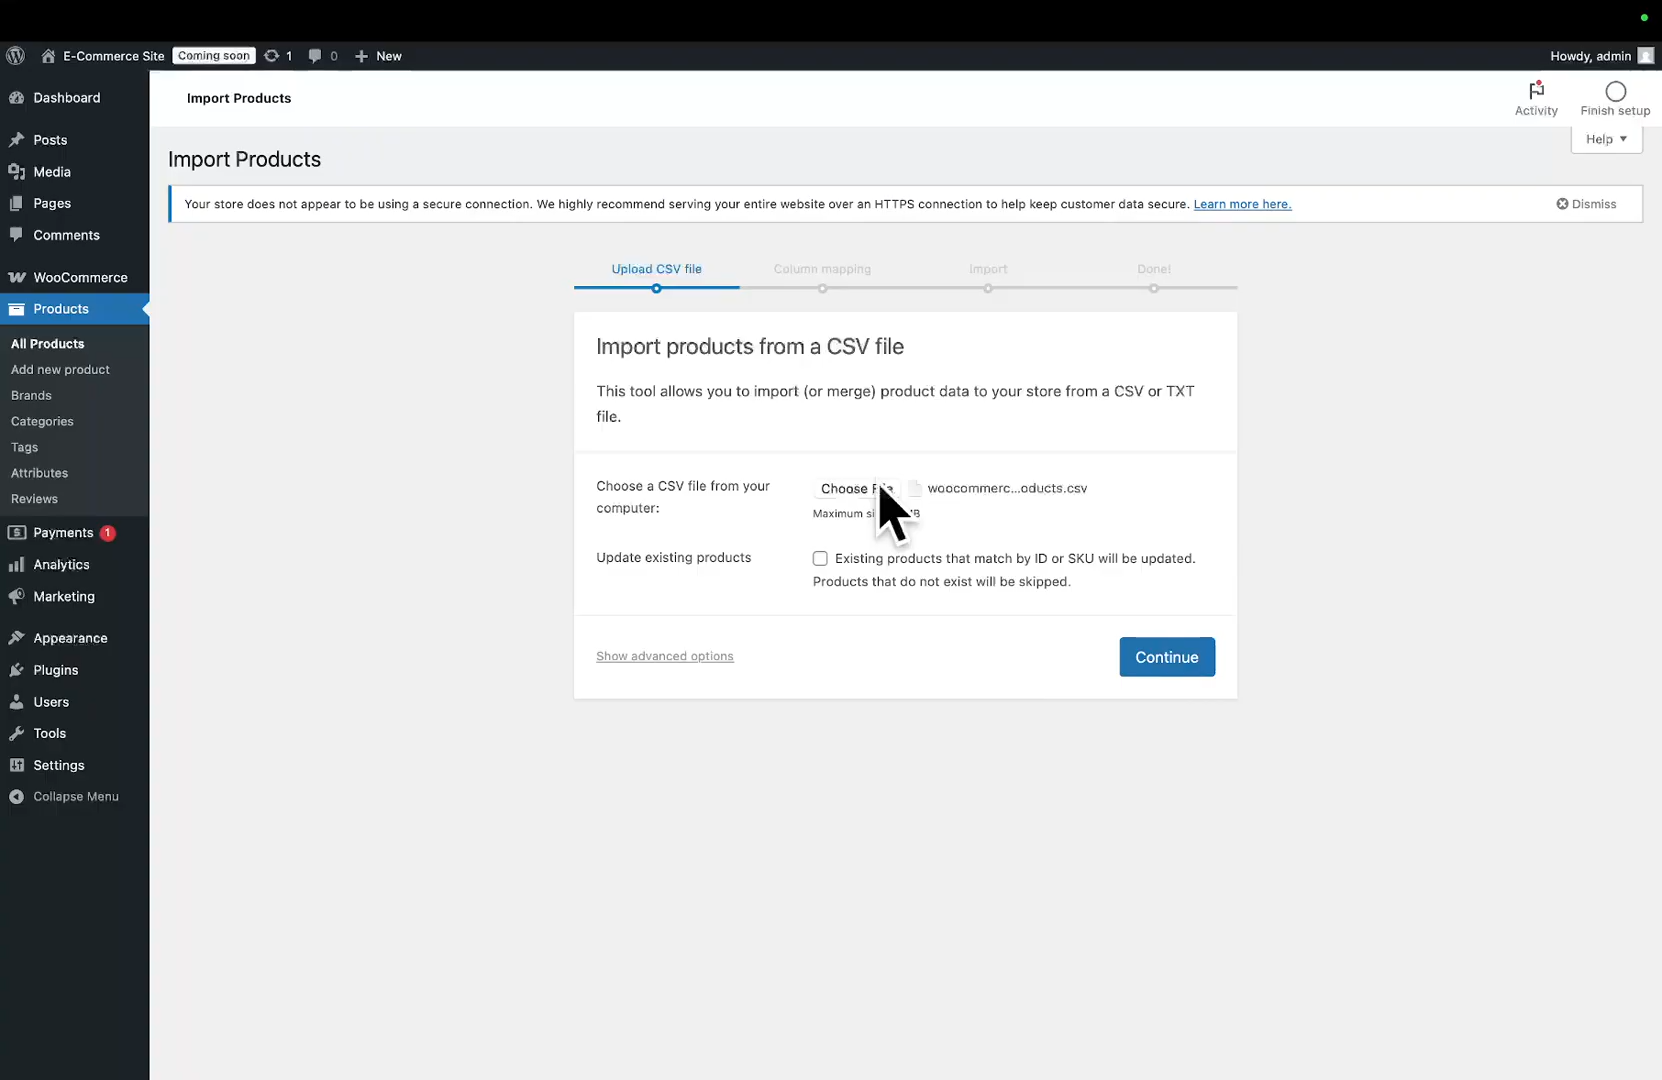 E-Commerce Site
Coming soon
1
0
New
Howdy, admin
Dashboard
Posts
Media
Pages
Comments
WooCommerce
Products
All Products
Add new product
Brands
Categories
Tags
Attributes
Reviews
Payments 1
Analytics
Marketing
Appearance
Plugins
Users
Tools
Settings
Collapse Menu
Import Products
Activity
Finish setup
Help
Import Products
Your store does not appear to be using a secure connection. We highly recommend serving your entire website over an HTTPS connection to help keep customer data secure. Learn more here.
Dismiss
Upload CSV file
Column mapping
Import
Done!
Import products from a CSV file
This tool allows you to import (or merge) product data to your store from a CSV or TXT
file.
Choose a CSV file from your
computer:
Choose
woocommerc...oducts.csv
Maximum
Update existing products
Existing products that match by ID or SKU will be updated.
Products that do not exist will be skipped.
Show advanced options
Continue